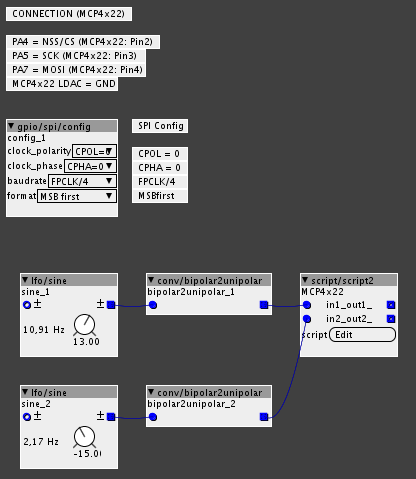 CONNECTION (MCP4x22)
PA4 = NSS/CS (MCP4x22: Pin2)
PA5 = SCK (MCP4x22: Pin3)
PA7 = MOSI (MCP4x22: Pin4)
MCP4x22 LDAC = GND
gpio/spi/config
config_1
clock_polarity CPOL=0
clock_phase CPHA=0
baudrate FPCLK/4
format MSB first
SPI Config
CPOL = 0
CPHA = 0
FPCLK/4
MSBfirst
lfo/sine
sine_1
± ±
10,91 Hz
13.00
conv/bipolar2unipolar
bipolar2unipolar_1
script/script2
MCP4x22
in1_out1_
in2_out2_
script Edit
lfo/sine
sine_2
± ±
2,17 Hz
-15.0(
conv/bipolar2unipolar
bipolar2unipolar_2